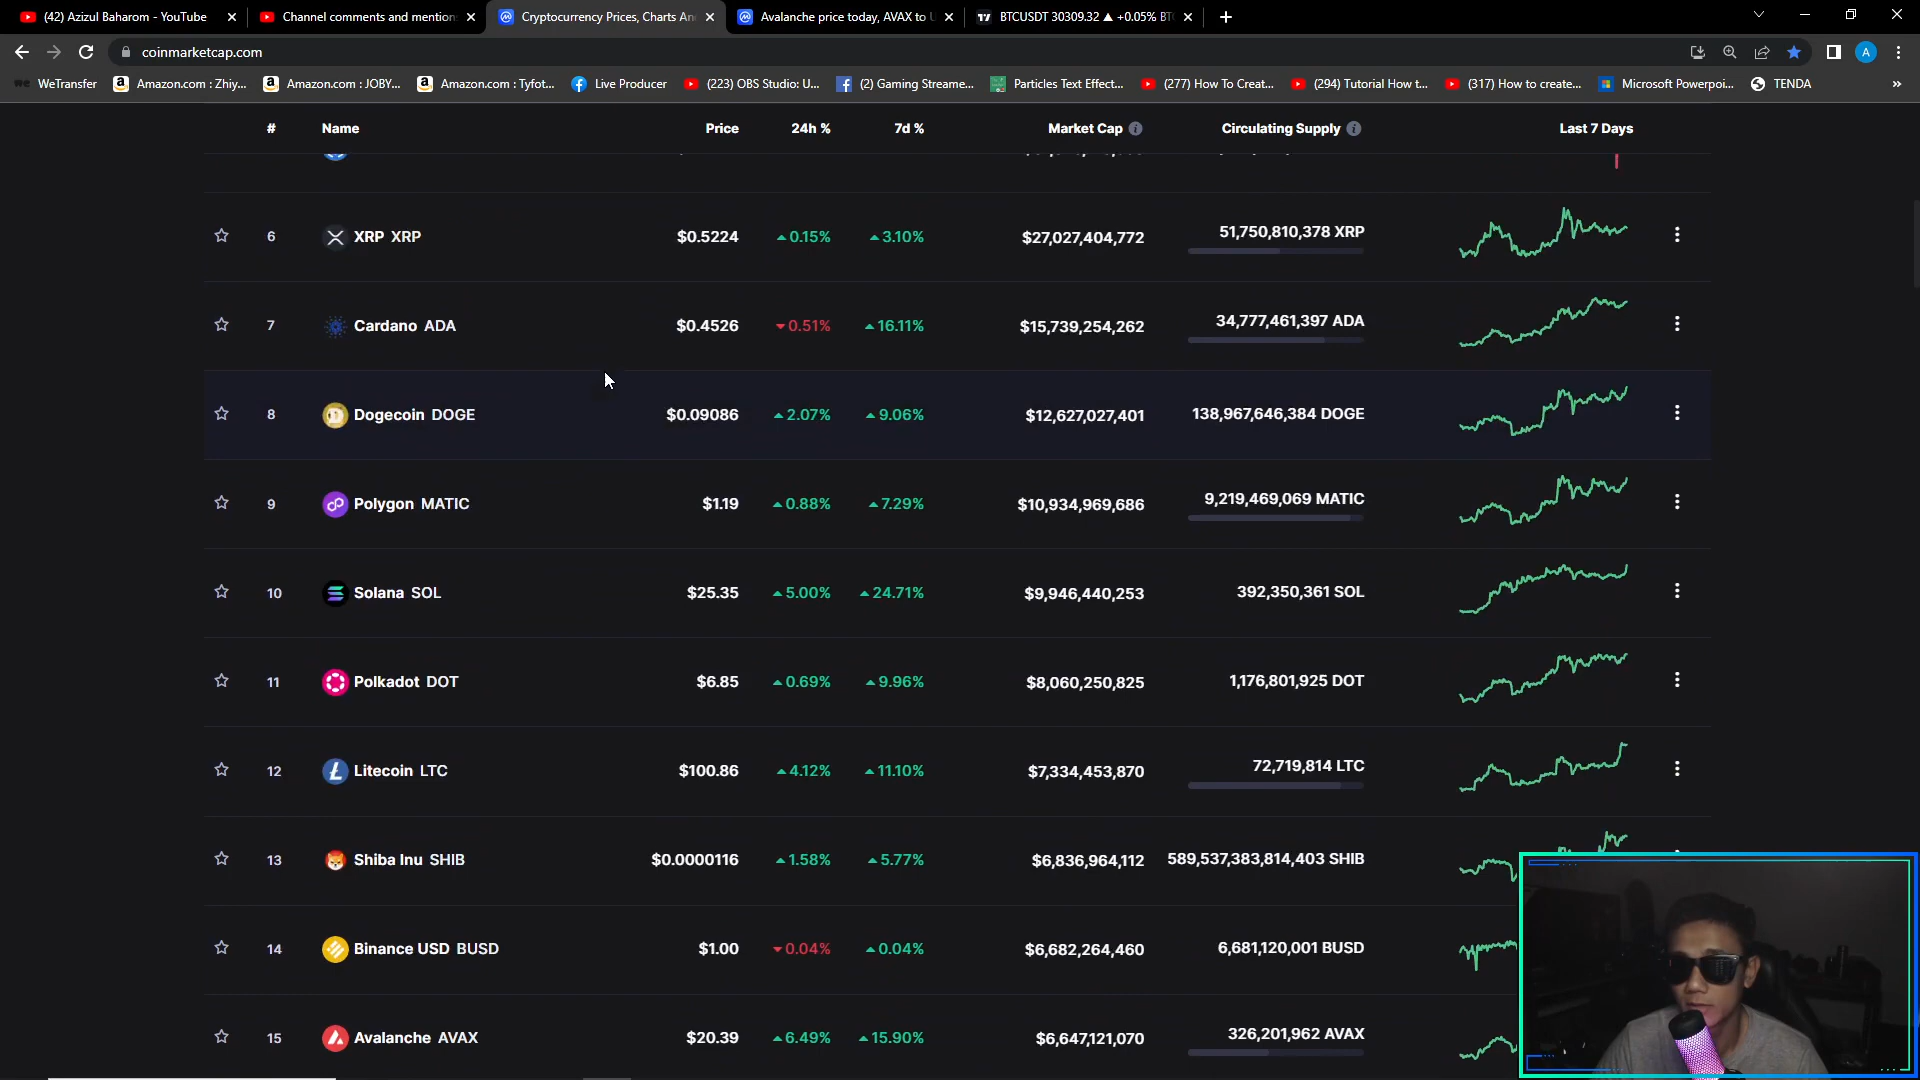 (42) Azizul Baharom - YouTube
Channel comments and mention
Cryptocurrency Prices, Charts An
Avalanche price today, AVAX to U
BTCUSDT 30309.32 ▲ +0.05% BT
coinmarketcap.com
A
we WeTransfer
Amazon.com : Zhiy...
Amazon.com : JOBY...
Amazon.com : Tyfot...
Live Producer
(223) OBS Studio: U...
(2) Gaming Streame...
Particles Text Effect...
(277) How To Creat...
(294) Tutorial How t...
(317) How to create...
Microsoft Powerpoi...
TENDA
»
# Name Price 24h % 7d % Market Cap Circulating Supply Last 7 Days
6 XRP XRP $0.5224 0.15% 3.10% $27,027,404,772 51,750,810,378 XRP
7 Cardano ADA $0.4526 0.51% 16.11% $15,739,254,262 34,777,461,397 ADA
8 Dogecoin DOGE $0.09086 2.07% 9.06% $12,627,027,401 138,967,646,384 DOGE
9 Polygon MATIC $1.19 0.88% 7.29% $10,934,969,686 9,219,469,069 MATIC
10 Solana SOL $25.35 5.00% 24.71% $9,946,440,253 392,350,361 SOL
11 Polkadot DOT $6.85 0.69% 9.96% $8,060,250,825 1,176,801,925 DOT
12 Litecoin LTC $100.86 4.12% 11.10% $7,334,453,870 72,719,814 LTC
13 Shiba Inu SHIB $0.0000116 1.58% 5.77% $6,836,964,112 589,537,383,814,403 SHIB
14 Binance USD BUSD $1.00 0.04% 0.04% $6,682,264,460 6,681,120,001 BUSD
15 Avalanche AVAX $20.39 6.49% 15.90% $6,647,121,070 326,201,962 AVAX